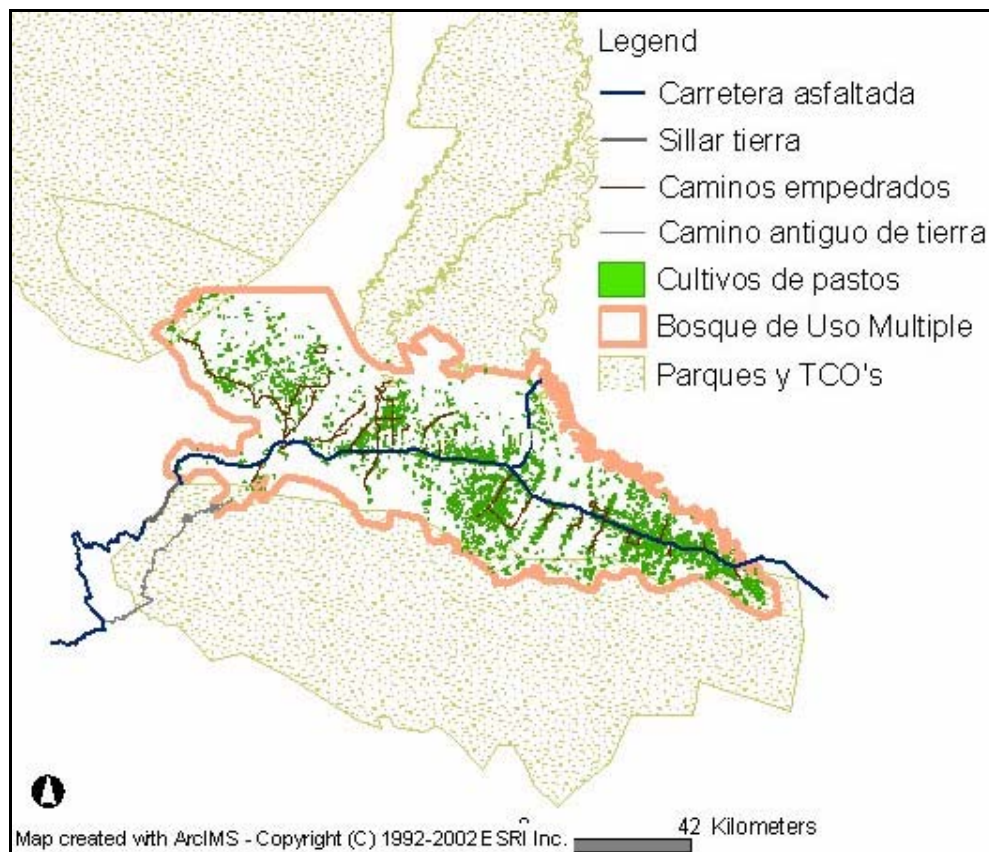 Legend
Carretera asfaltada
Sillar tierra
Caminos empedrados
Camino antiguo de tierra
Cultivos de pastos
Bosque de Uso Multiple
Parques y TCO's
42 Kilometers
Map created with ArcIMS - Copyright (C) 1992-2002 ESRI Inc.